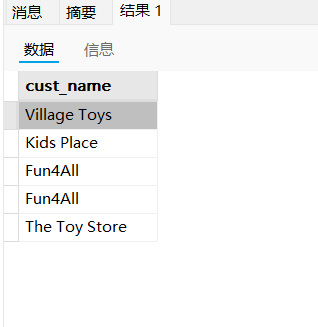 消息 摘要 结果 1
数据 信息
cust_name
Village Toys
Kids Place
Fun4All
Fun4All
The Toy Store